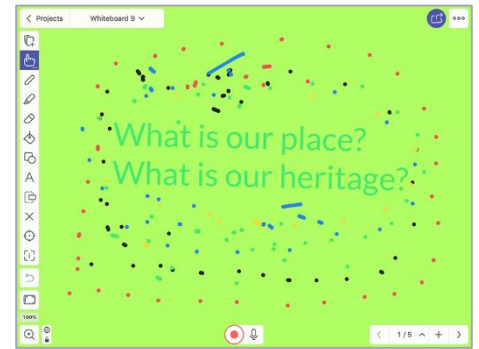 Projects
Whiteboard 9
What is our place?
What is our heritage?
100%
1/5